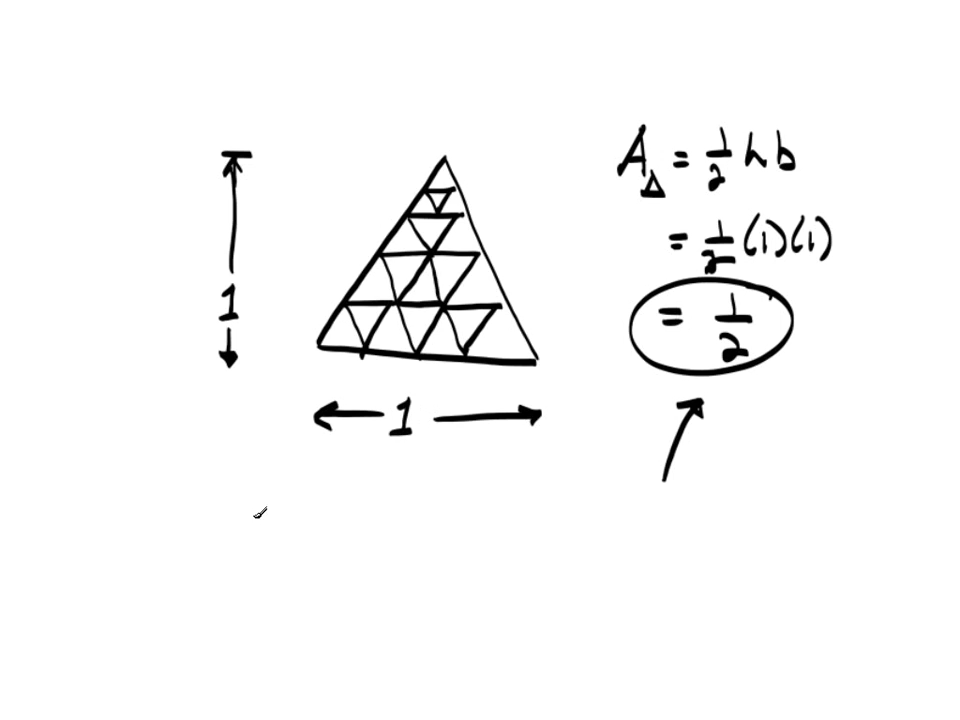 A△ = 1/2 h b
= 1/2 (1)(1)
1
= 1/2
1